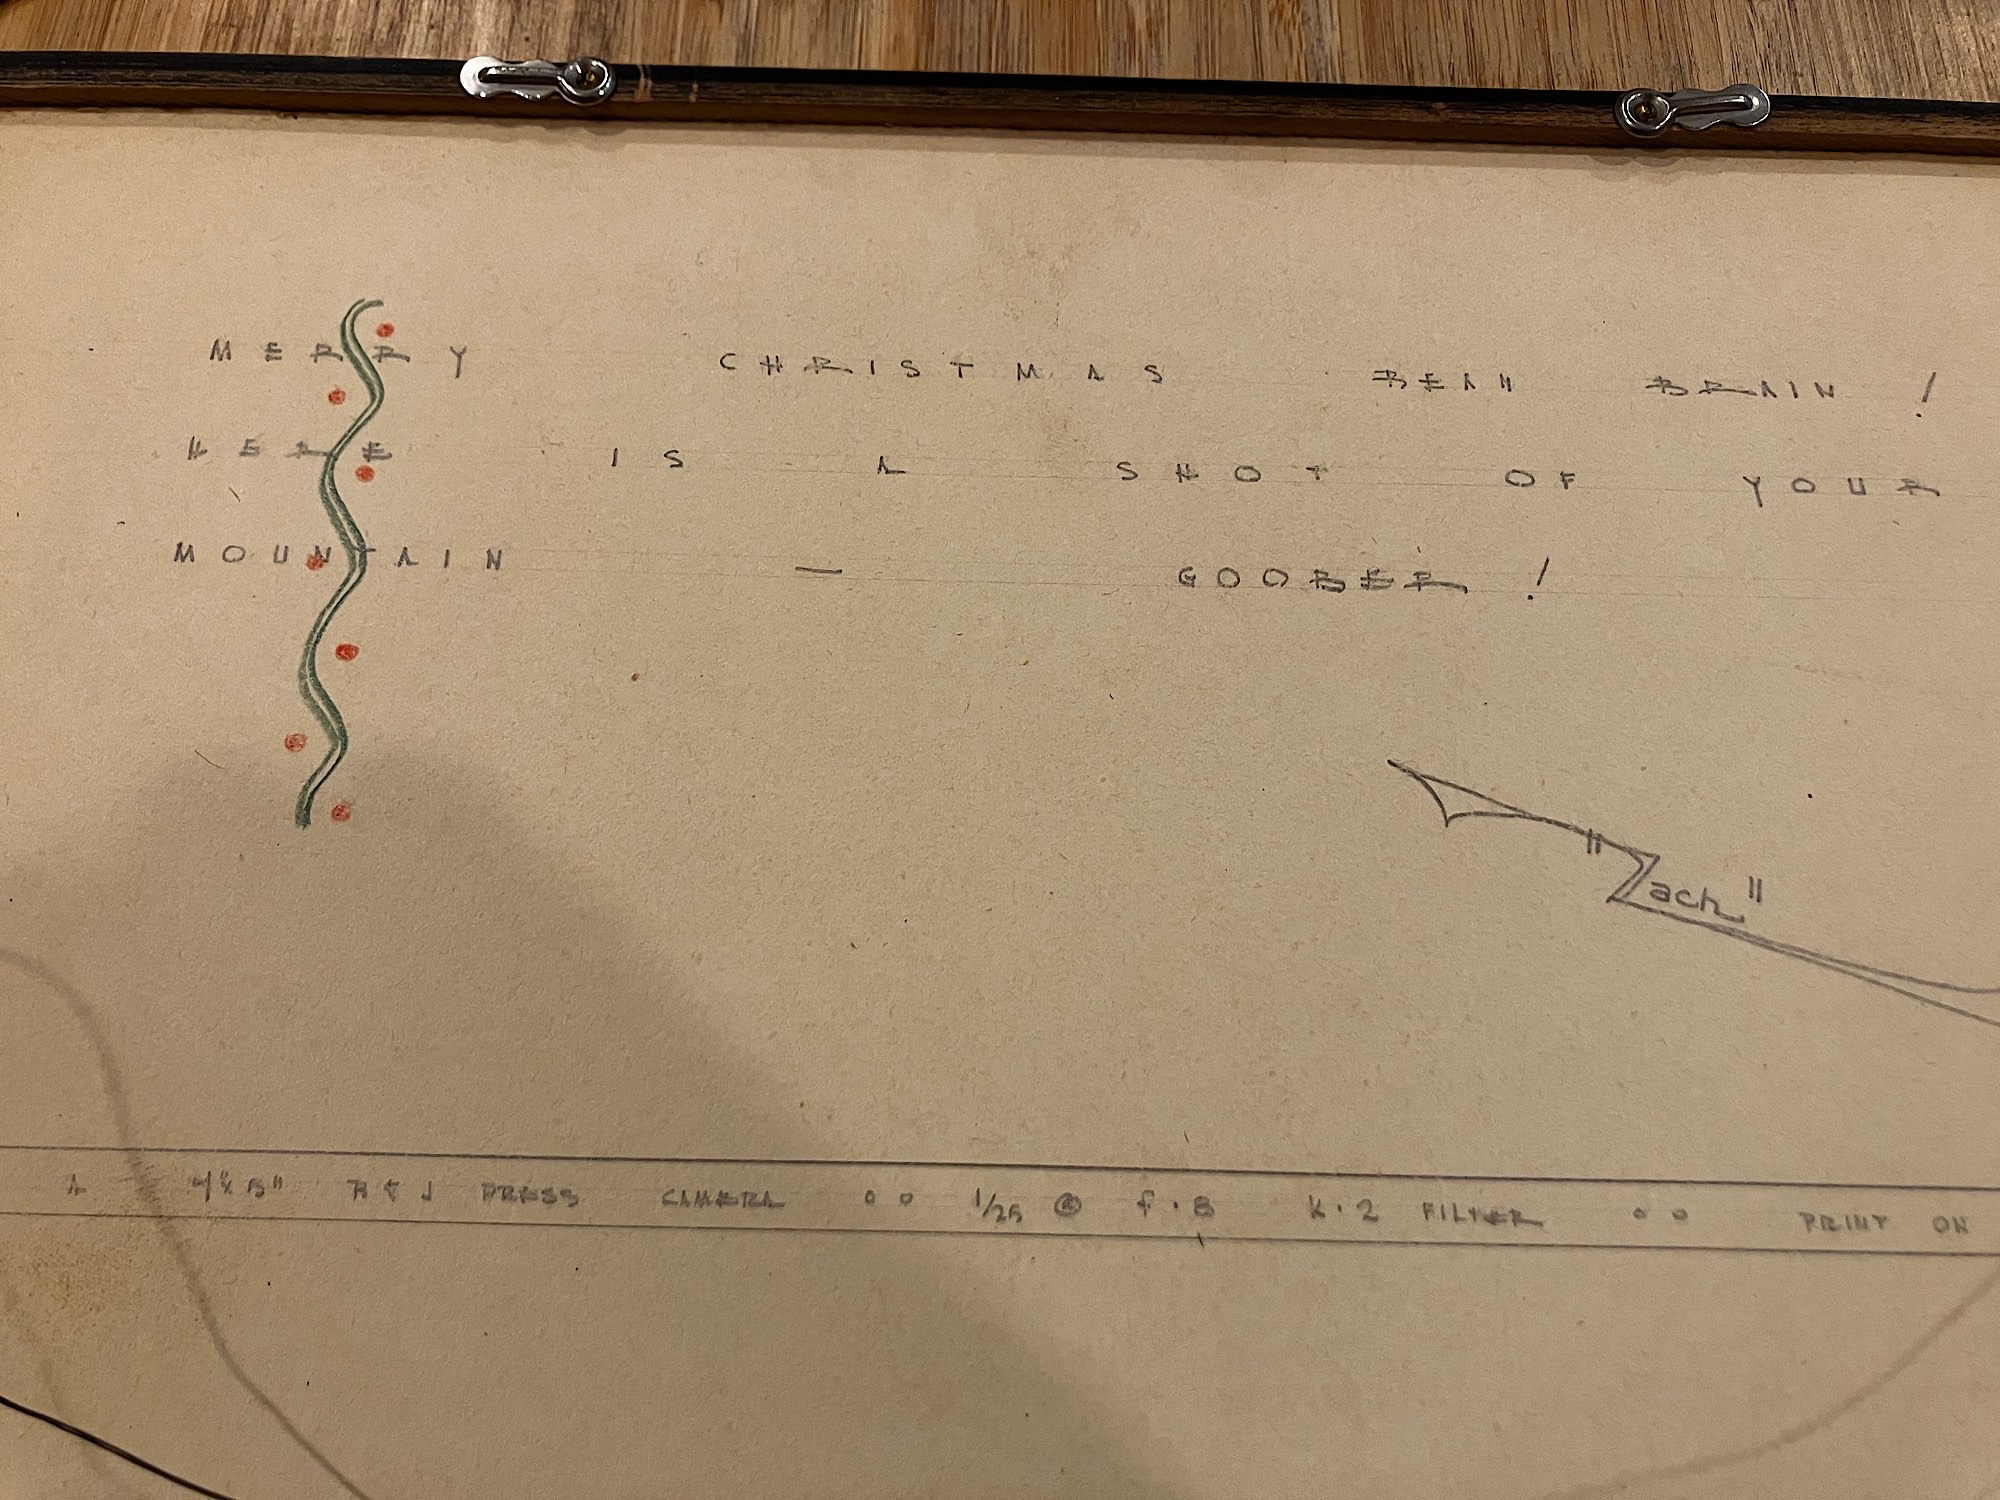 MERRY CHRISTMAS BEAN BRAIN!
HERE IS A SHOT OF YOUR
MOUNTAIN — GOOBER!
"Zach"
A 4"x5" B & J PRESS CAMERA °° 1/25 @ f.8 K.2 FILTER °° PRINT ON